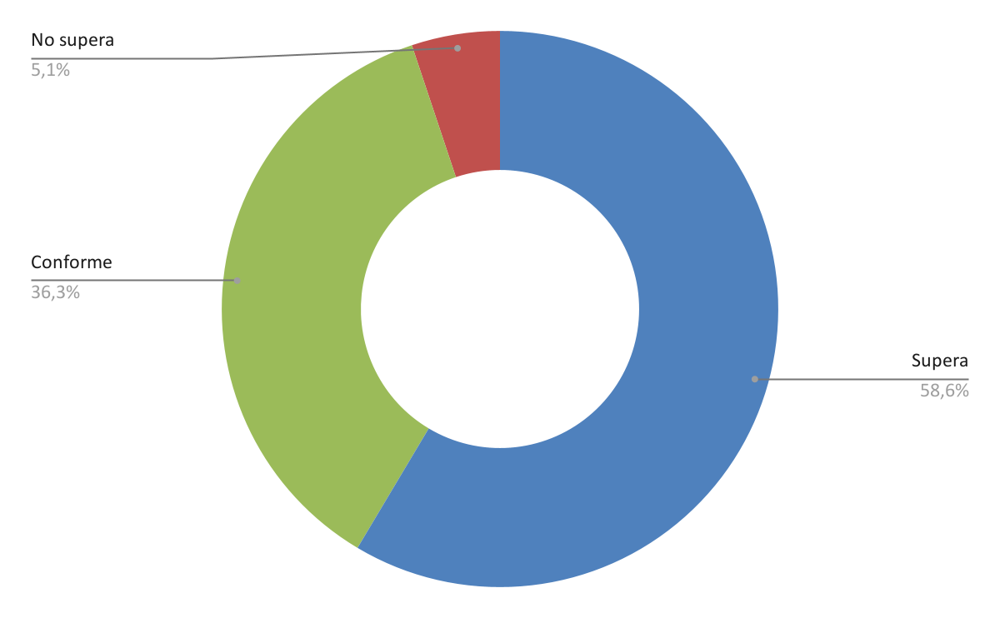 No supera
5,1%
Conforme
36,3%
Supera
58,6%